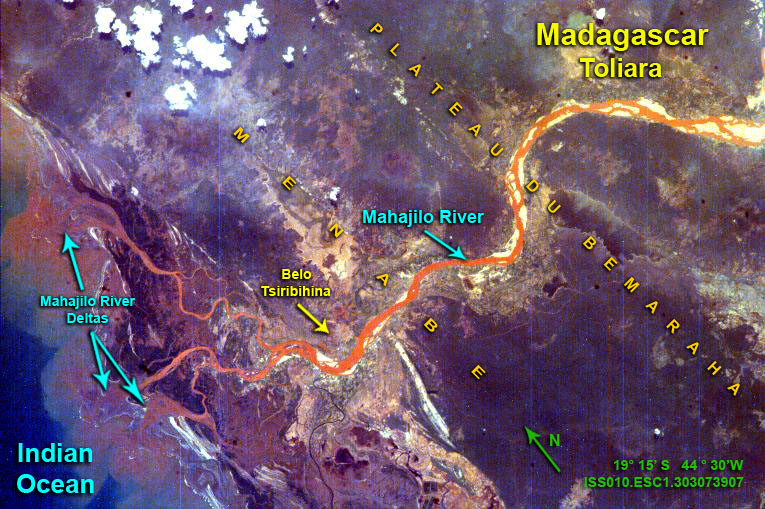 Madagascar
Toliara
PLATEAU DU BEMARAHA
MENABE
Mahajilo River
Belo
Tsiribihina
Mahajilo River
Deltas
Indian
Ocean
N
19° 15' S 44 ° 30'W
ISS010.ESC1.303073907